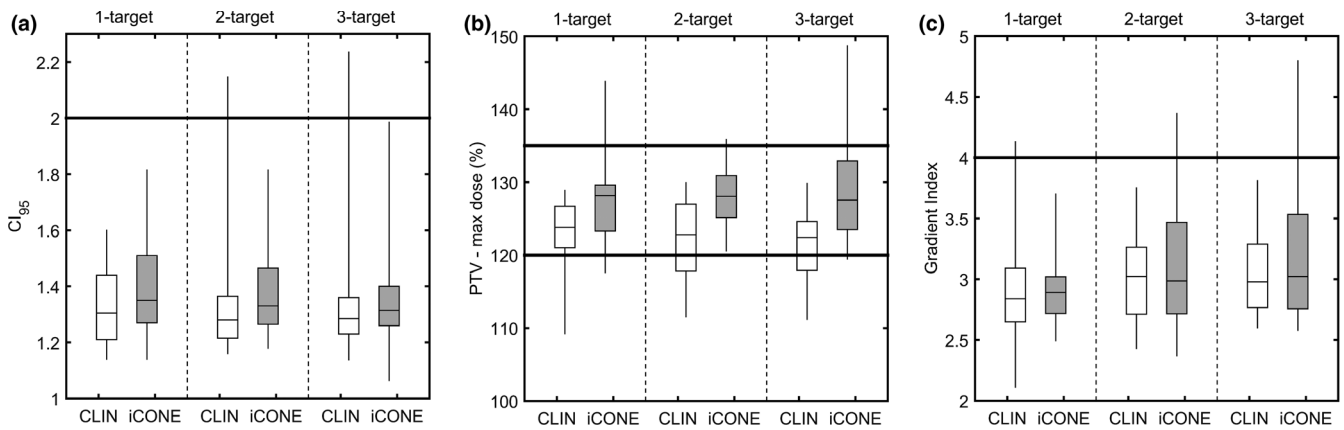 (a)
1-target 2-target 3-target
2.2
2
1.8
1.6
1.4
1.2
1
CI95
CLIN iCONE CLIN iCONE CLIN iCONE
(b)
1-target 2-target 3-target
150
140
130
120
110
100
PTV - max dose (%)
CLIN iCONE CLIN iCONE CLIN iCONE
(c)
1-target 2-target 3-target
5
4.5
4
3.5
3
2.5
2
Gradient Index
CLIN iCONE CLIN iCONE CLIN iCONE